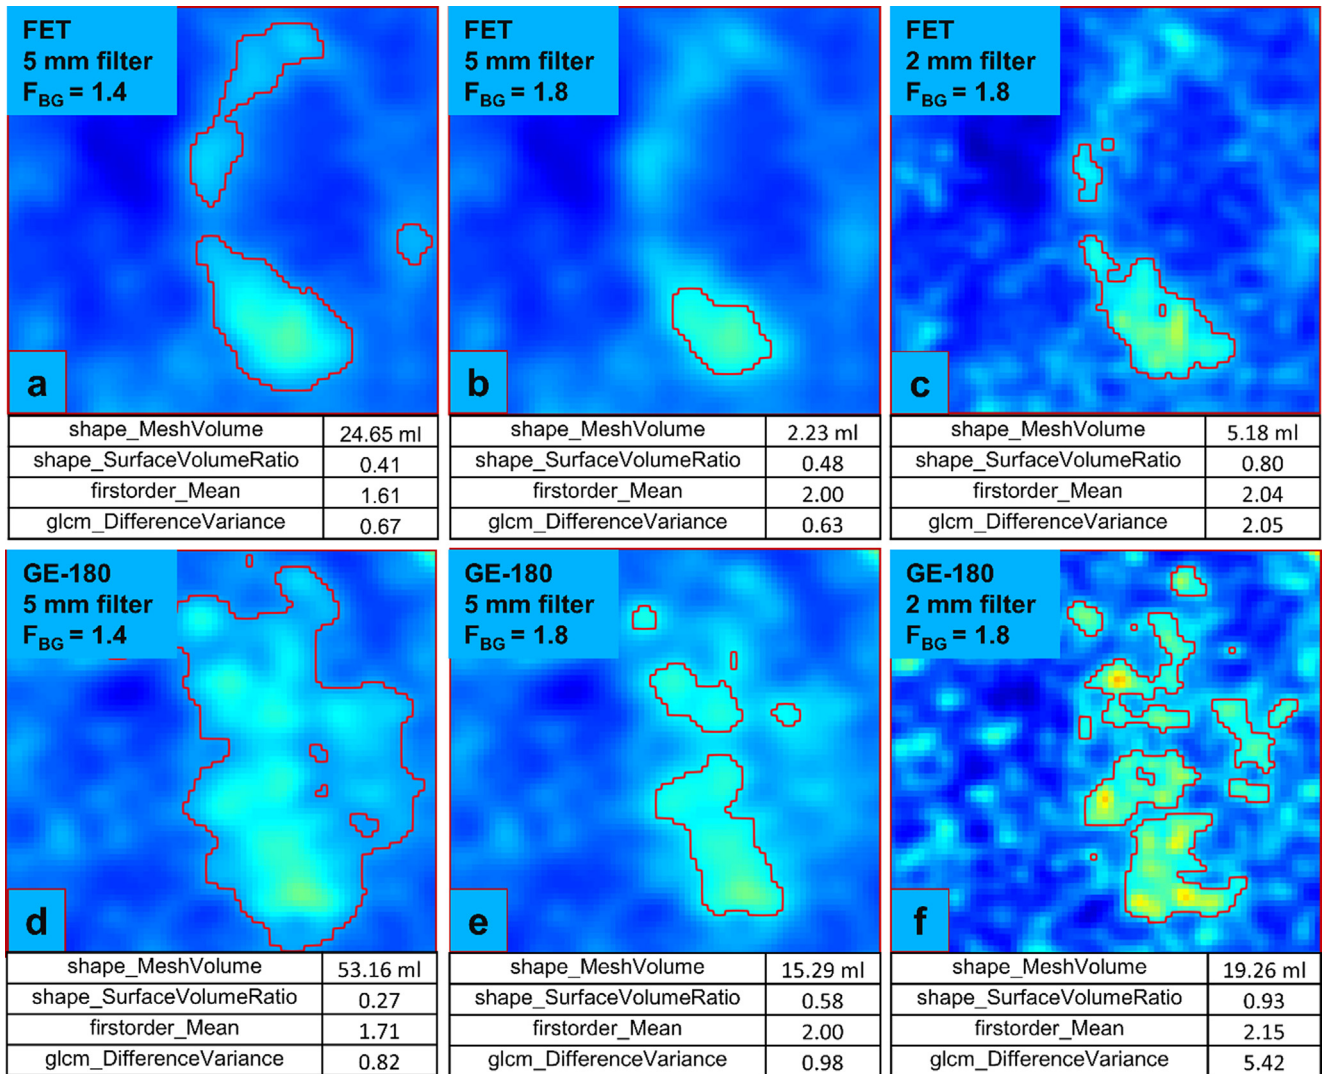 FET
5 mm filter
F_BG = 1.4
a
FET
5 mm filter
F_BG = 1.8
b
FET
2 mm filter
F_BG = 1.8
c
shape_MeshVolume 24.65 ml
shape_SurfaceVolumeRatio 0.41
firstorder_Mean 1.61
glcm_DifferenceVariance 0.67
shape_MeshVolume 2.23 ml
shape_SurfaceVolumeRatio 0.48
firstorder_Mean 2.00
glcm_DifferenceVariance 0.63
shape_MeshVolume 5.18 ml
shape_SurfaceVolumeRatio 0.80
firstorder_Mean 2.04
glcm_DifferenceVariance 2.05
GE-180
5 mm filter
F_BG = 1.4
d
GE-180
5 mm filter
F_BG = 1.8
e
GE-180
2 mm filter
F_BG = 1.8
f
shape_MeshVolume 53.16 ml
shape_SurfaceVolumeRatio 0.27
firstorder_Mean 1.71
glcm_DifferenceVariance 0.82
shape_MeshVolume 15.29 ml
shape_SurfaceVolumeRatio 0.58
firstorder_Mean 2.00
glcm_DifferenceVariance 0.98
shape_MeshVolume 19.26 ml
shape_SurfaceVolumeRatio 0.93
firstorder_Mean 2.15
glcm_DifferenceVariance 5.42